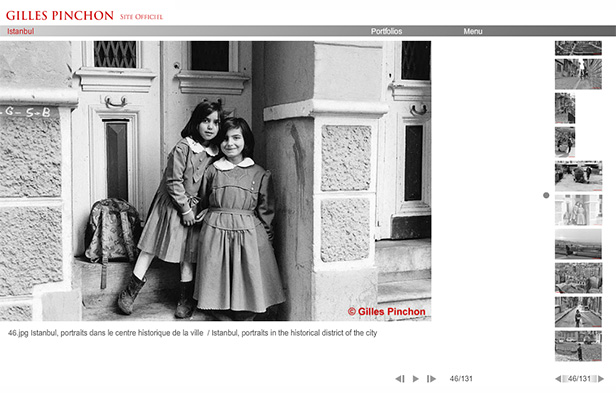 GILLES PINCHON SITE OFFICIEL
Istanbul Portfolios Menu
G-S-B
© Gilles Pinchon
46.jpg Istanbul, portraits dans le centre historique de la ville / Istanbul, portraits in the historical district of the city
46/131 46/131